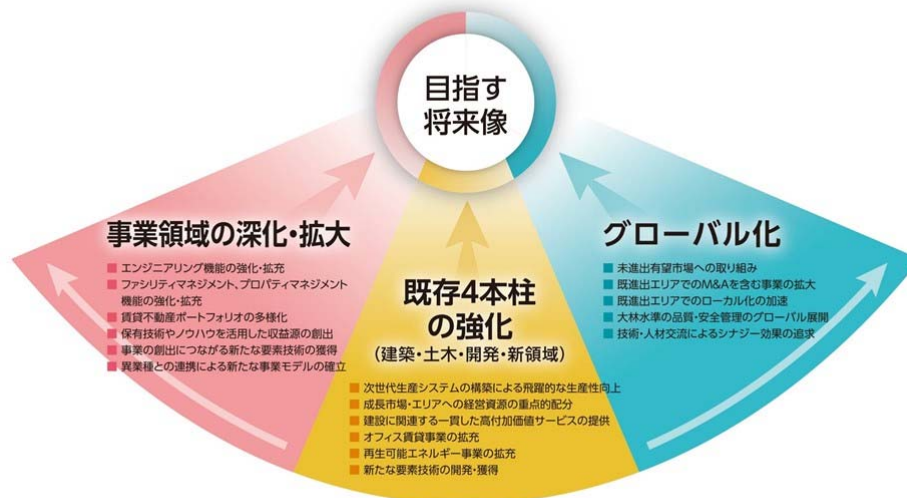 目指す
将来像
事業領域の深化・拡大
■ エンジニアリング機能の強化・拡充
■ ファシリティマネジメント、プロパティマネジメント
機能の強化・拡充
■ 賃貸不動産ポートフォリオの多様化
■ 保有技術やノウハウを活用した収益源の創出
■ 事業の創出につながる新たな要素技術の獲得
■ 異業種との連携による新たな事業モデルの確立
既存4本柱
の強化
(建築・土木・開発・新領域)
■ 次世代生産システムの構築による飛躍的な生産性向上
■ 成長市場・エリアへの経営資源の重点的配分
■ 建設に関連する一貫した高付加価値サービスの提供
■ オフィス賃貸事業の拡充
■ 再生可能エネルギー事業の拡充
■ 新たな要素技術の開発・獲得
グローバル化
■ 未進出有望市場への取り組み
■ 既進出エリアでのM&Aを含む事業の拡大
■ 既進出エリアでのローカル化の加速
■ 大林水準の品質・安全管理のグローバル展開
■ 技術・人材交流によるシナジー効果の追求